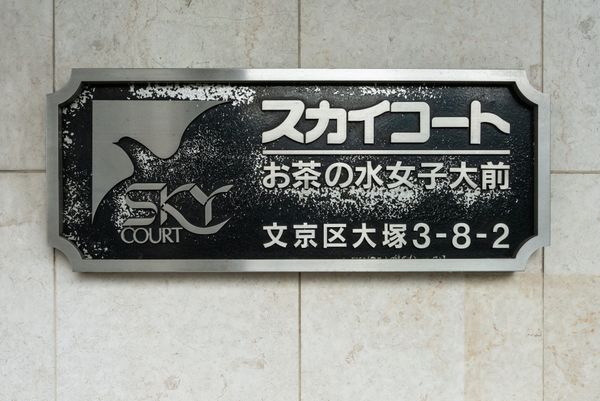 スカイコート
お茶の水女子大前
文京区大塚3-8-2
SKY
COURT